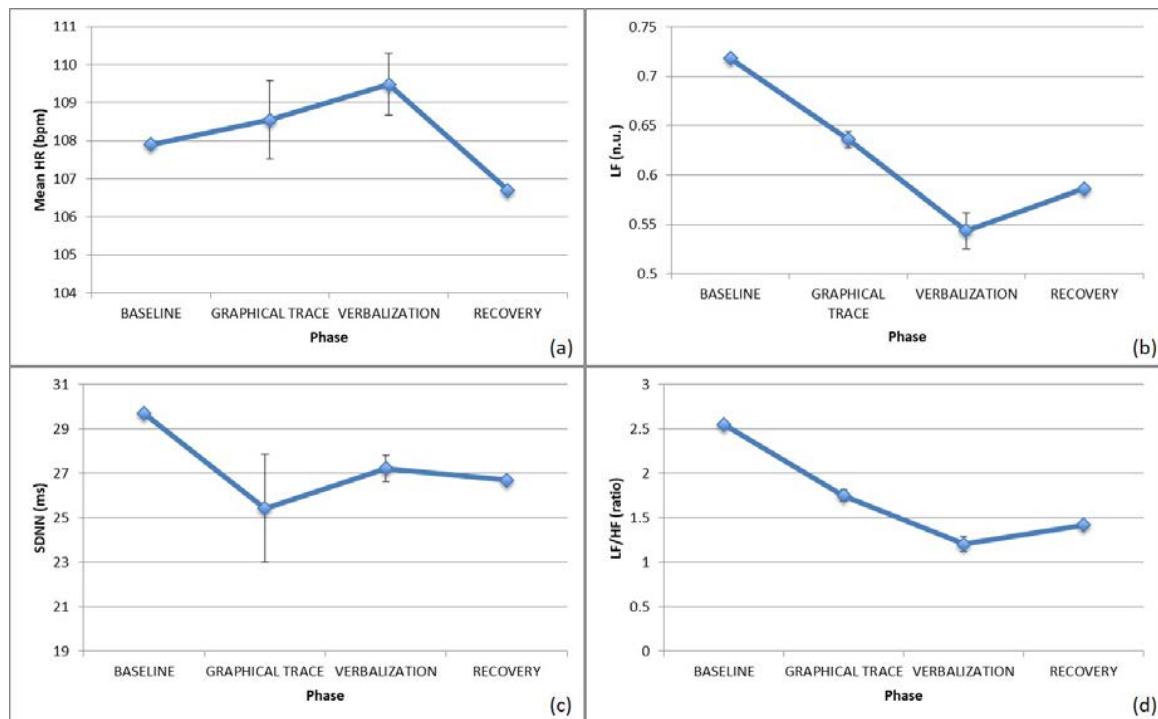 111
110
109
108
107
106
105
104
Mean HR (bpm)
BASELINE GRAPHICAL TRACE VERBALIZATION RECOVERY
Phase
(a)
0.75
0.7
0.65
0.6
0.55
0.5
LF (n.u.)
BASELINE GRAPHICAL VERBALIZATION RECOVERY
TRACE
Phase
(b)
31
29
27
25
23
21
19
SDNN (ms)
BASELINE GRAPHICAL TRACE VERBALIZATION RECOVERY
Phase
(c)
3
2.5
2
1.5
1
0.5
0
LF/HF (ratio)
BASELINE GRAPHICAL TRACE VERBALIZATION RECOVERY
Phase
(d)